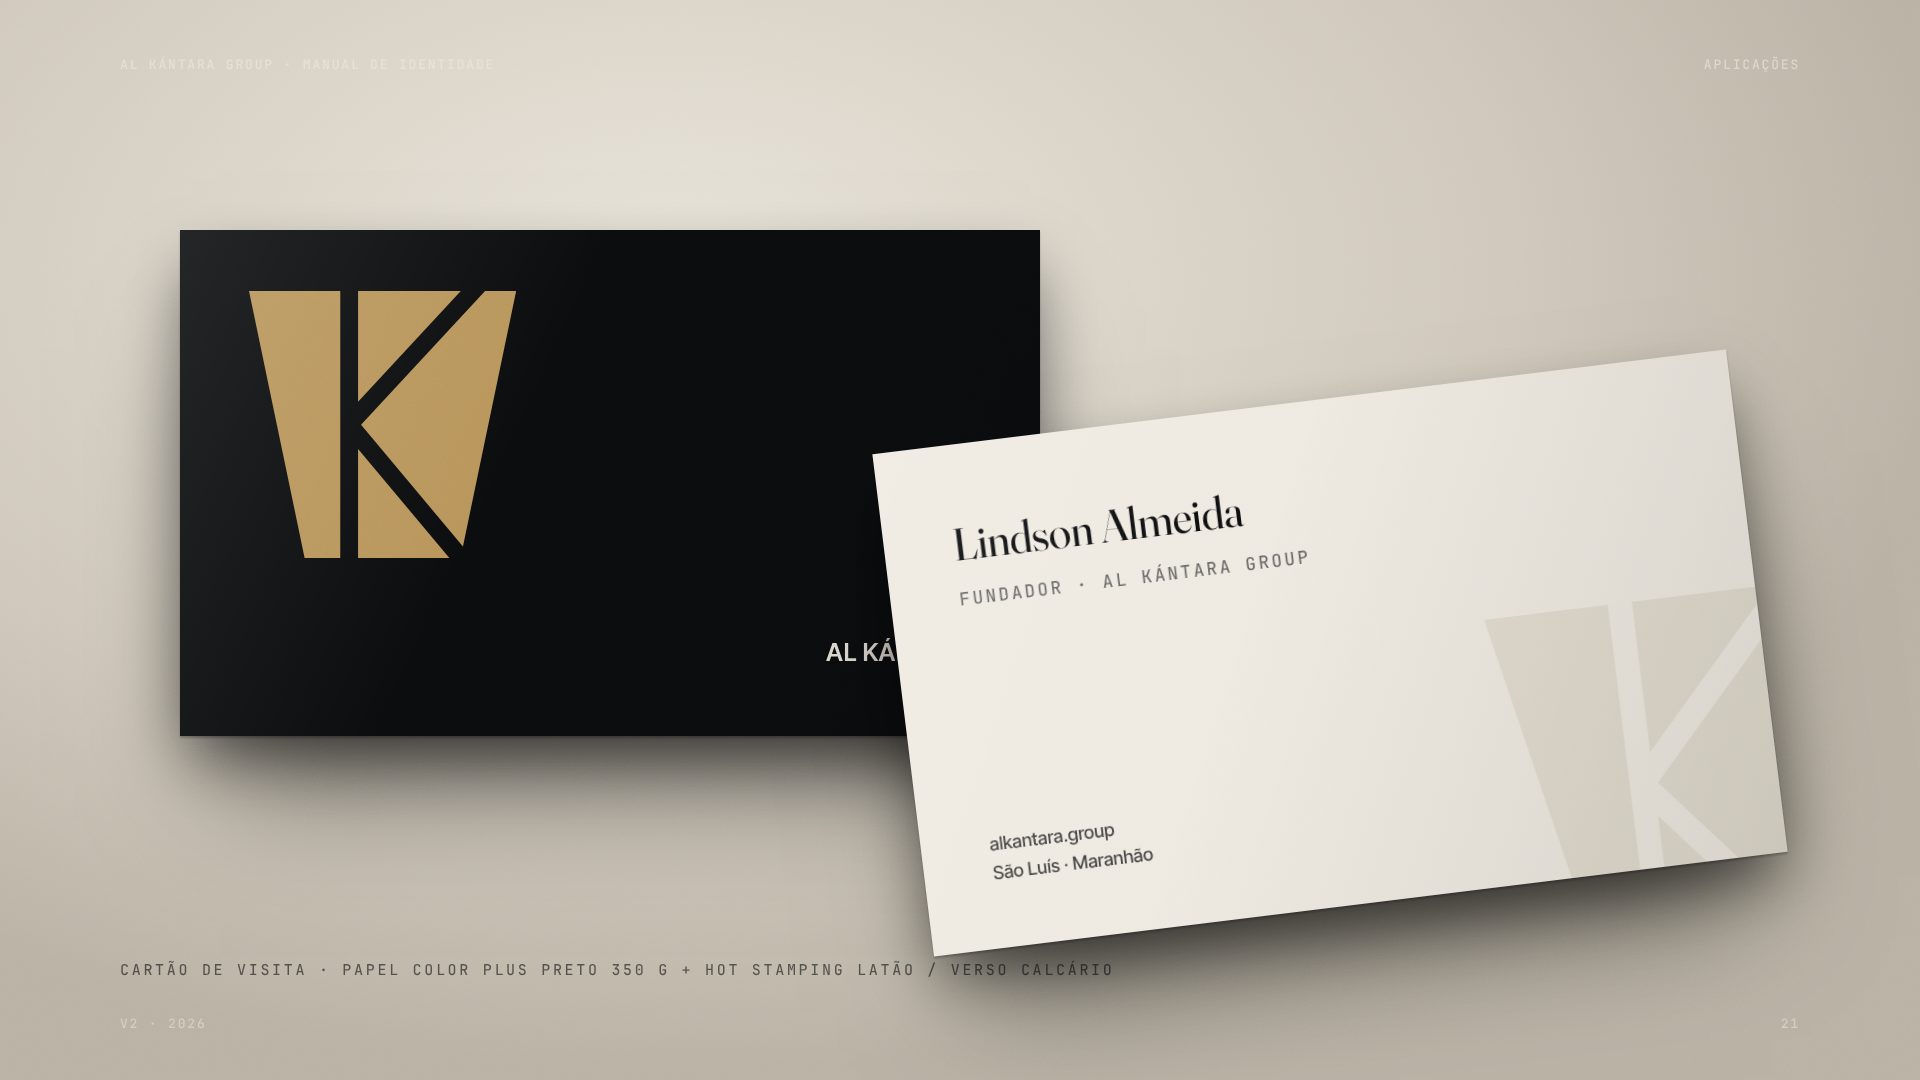 AL KÁNTARA GROUP · MANUAL DE IDENTIDADE
APLICAÇÕES
K
AL KÁ
Lindson Almeida
FUNDADOR · AL KÁNTARA GROUP
alkantara.group
São Luís · Maranhão
CARTÃO DE VISITA · PAPEL COLOR PLUS PRETO 350 G + HOT STAMPING LATÃO / VERSO CALCÁRIO
V2 · 2026
21